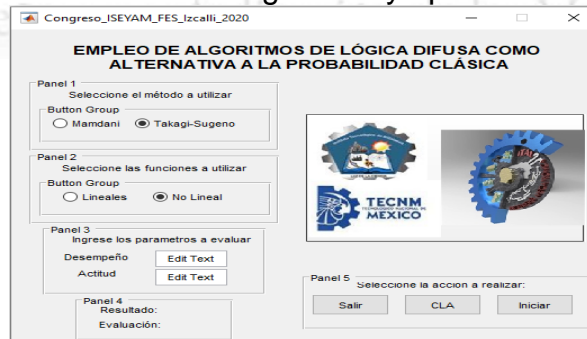 Congreso_ISEYAM_FES_Izcalli_2020
EMPLEO DE ALGORITMOS DE LÓGICA DIFUSA COMO
ALTERNATIVA A LA PROBABILIDAD CLÁSICA
Panel 1
Seleccione el método a utilizar
Button Group
Mamdani Takagi-Sugeno
Panel 2
Seleccione las funciones a utilizar
Button Group
Lineales No Lineal
Panel 3
Ingrese los parametros a evaluar
Desempeño Edit Text
Actitud Edit Text
Panel 4
Resultado:
Evaluación:
TECNM
MÉXICO
Panel 5
Seleccione la accion a realizar:
Salir CLA Iniciar